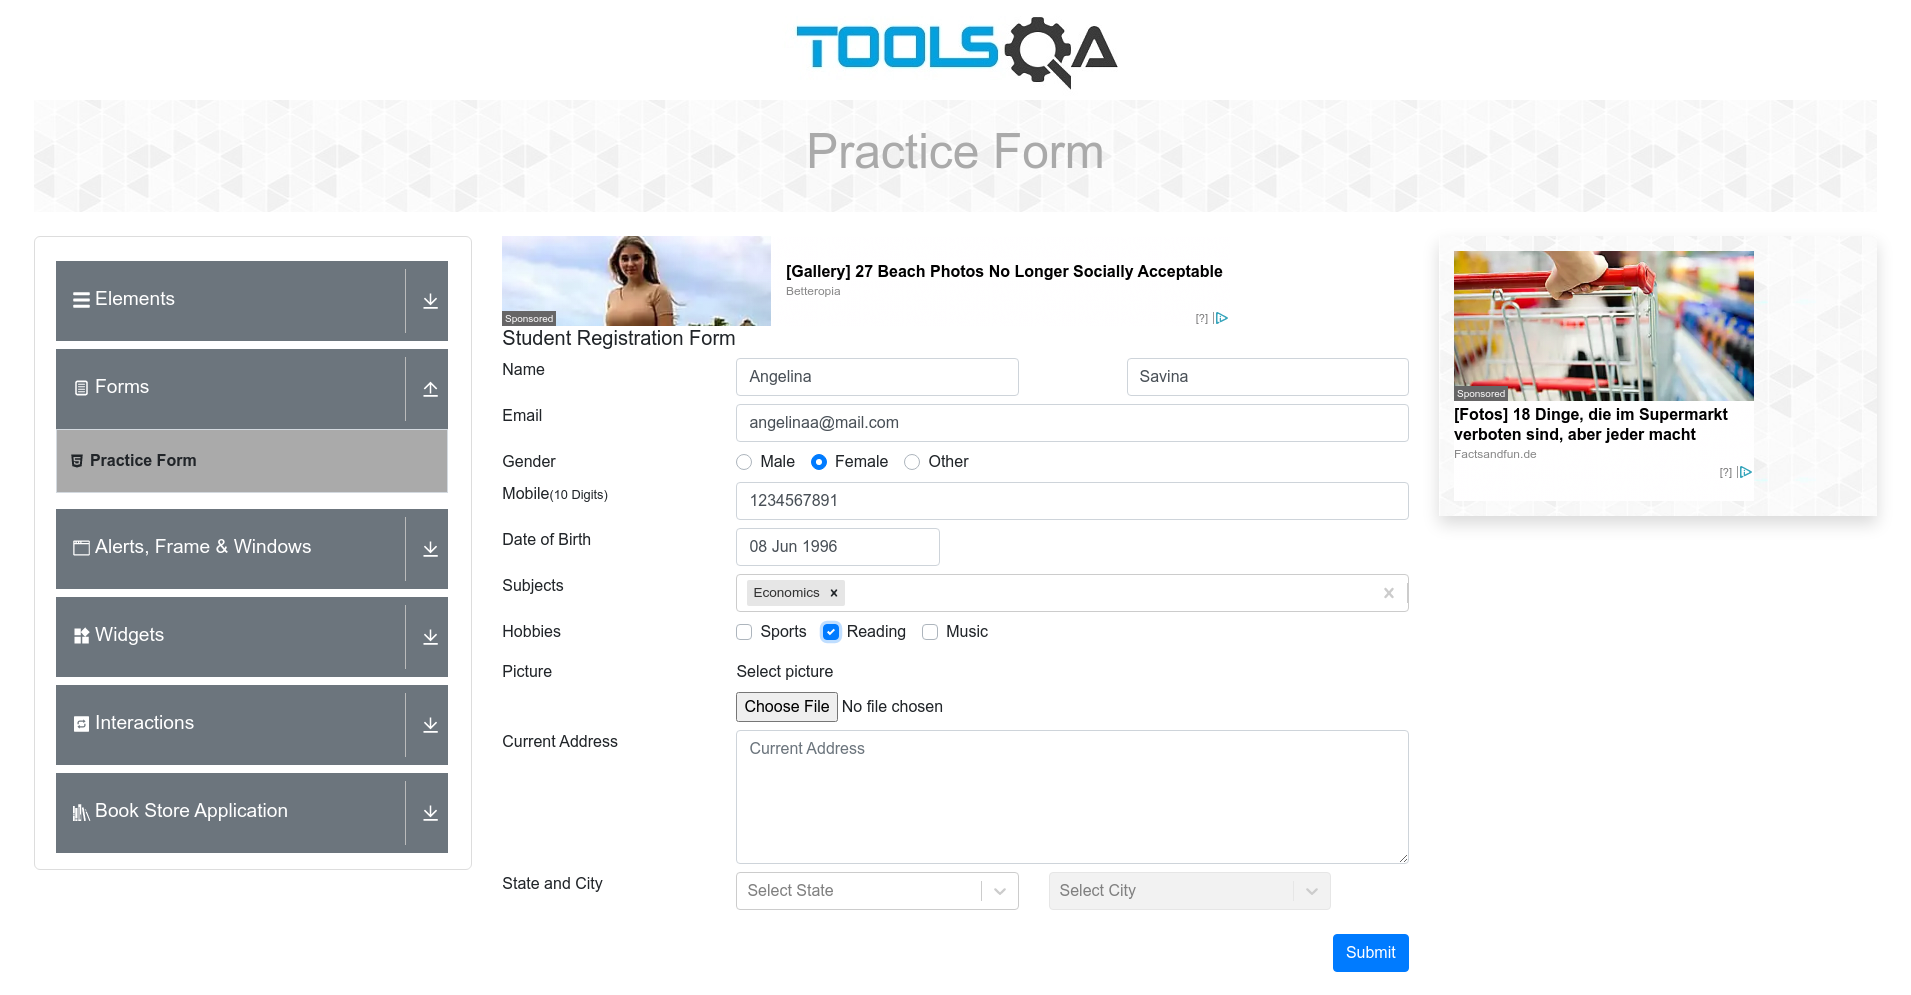 TOOLSQA
Practice Form
Elements
Forms
Practice Form
Alerts, Frame & Windows
Widgets
Interactions
Book Store Application
Sponsored
[Gallery] 27 Beach Photos No Longer Socially Acceptable
Betteropia
[?]
Student Registration Form
Name Angelina Savina
Email angelinaa@mail.com
Gender Male Female Other
Mobile(10 Digits) 1234567891
Date of Birth 08 Jun 1996
Subjects Economics
Hobbies Sports Reading Music
Picture Select picture
Choose File No file chosen
Current Address Current Address
State and City Select State Select City
Submit
Sponsored
[Fotos] 18 Dinge, die im Supermarkt
verboten sind, aber jeder macht
Factsandfun.de
[?]